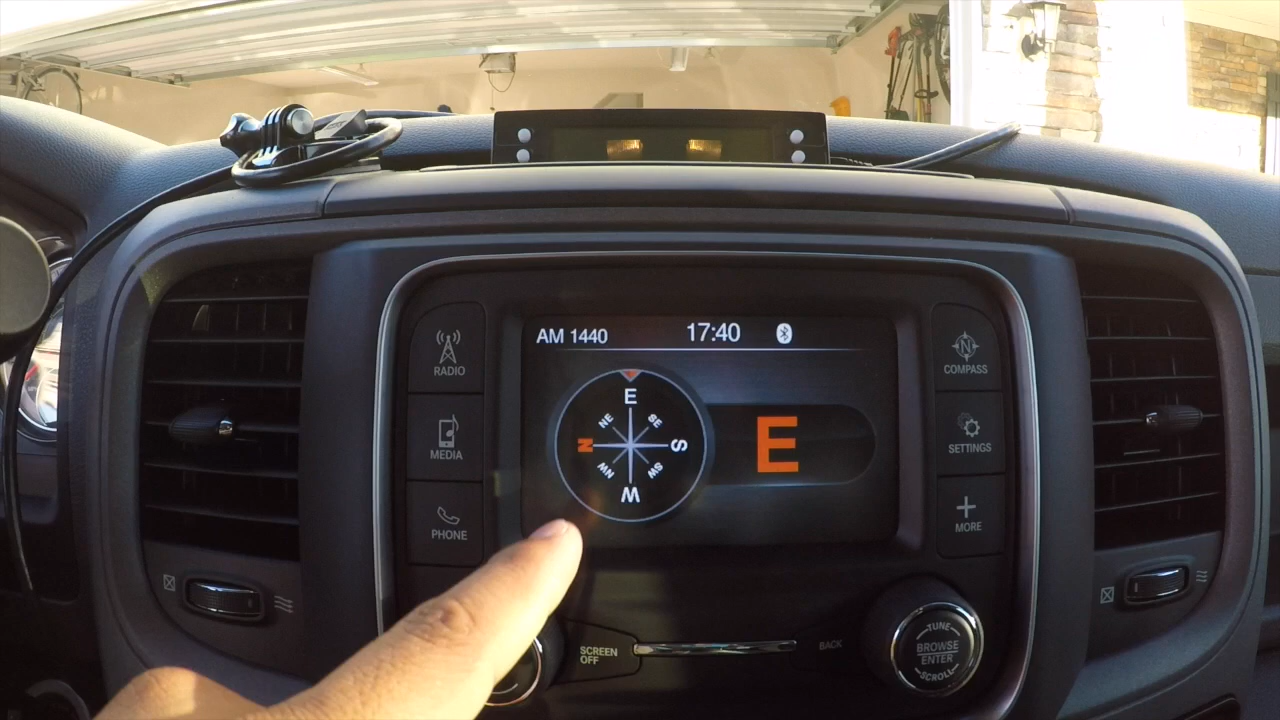 AM 1440 17:40
RADIO
MEDIA
PHONE
E
NE SE
N S
NW SW
W
E
N
COMPASS
SETTINGS
MORE
SCREEN
OFF
BACK
TUNE
BROWSE
ENTER
SCROLL